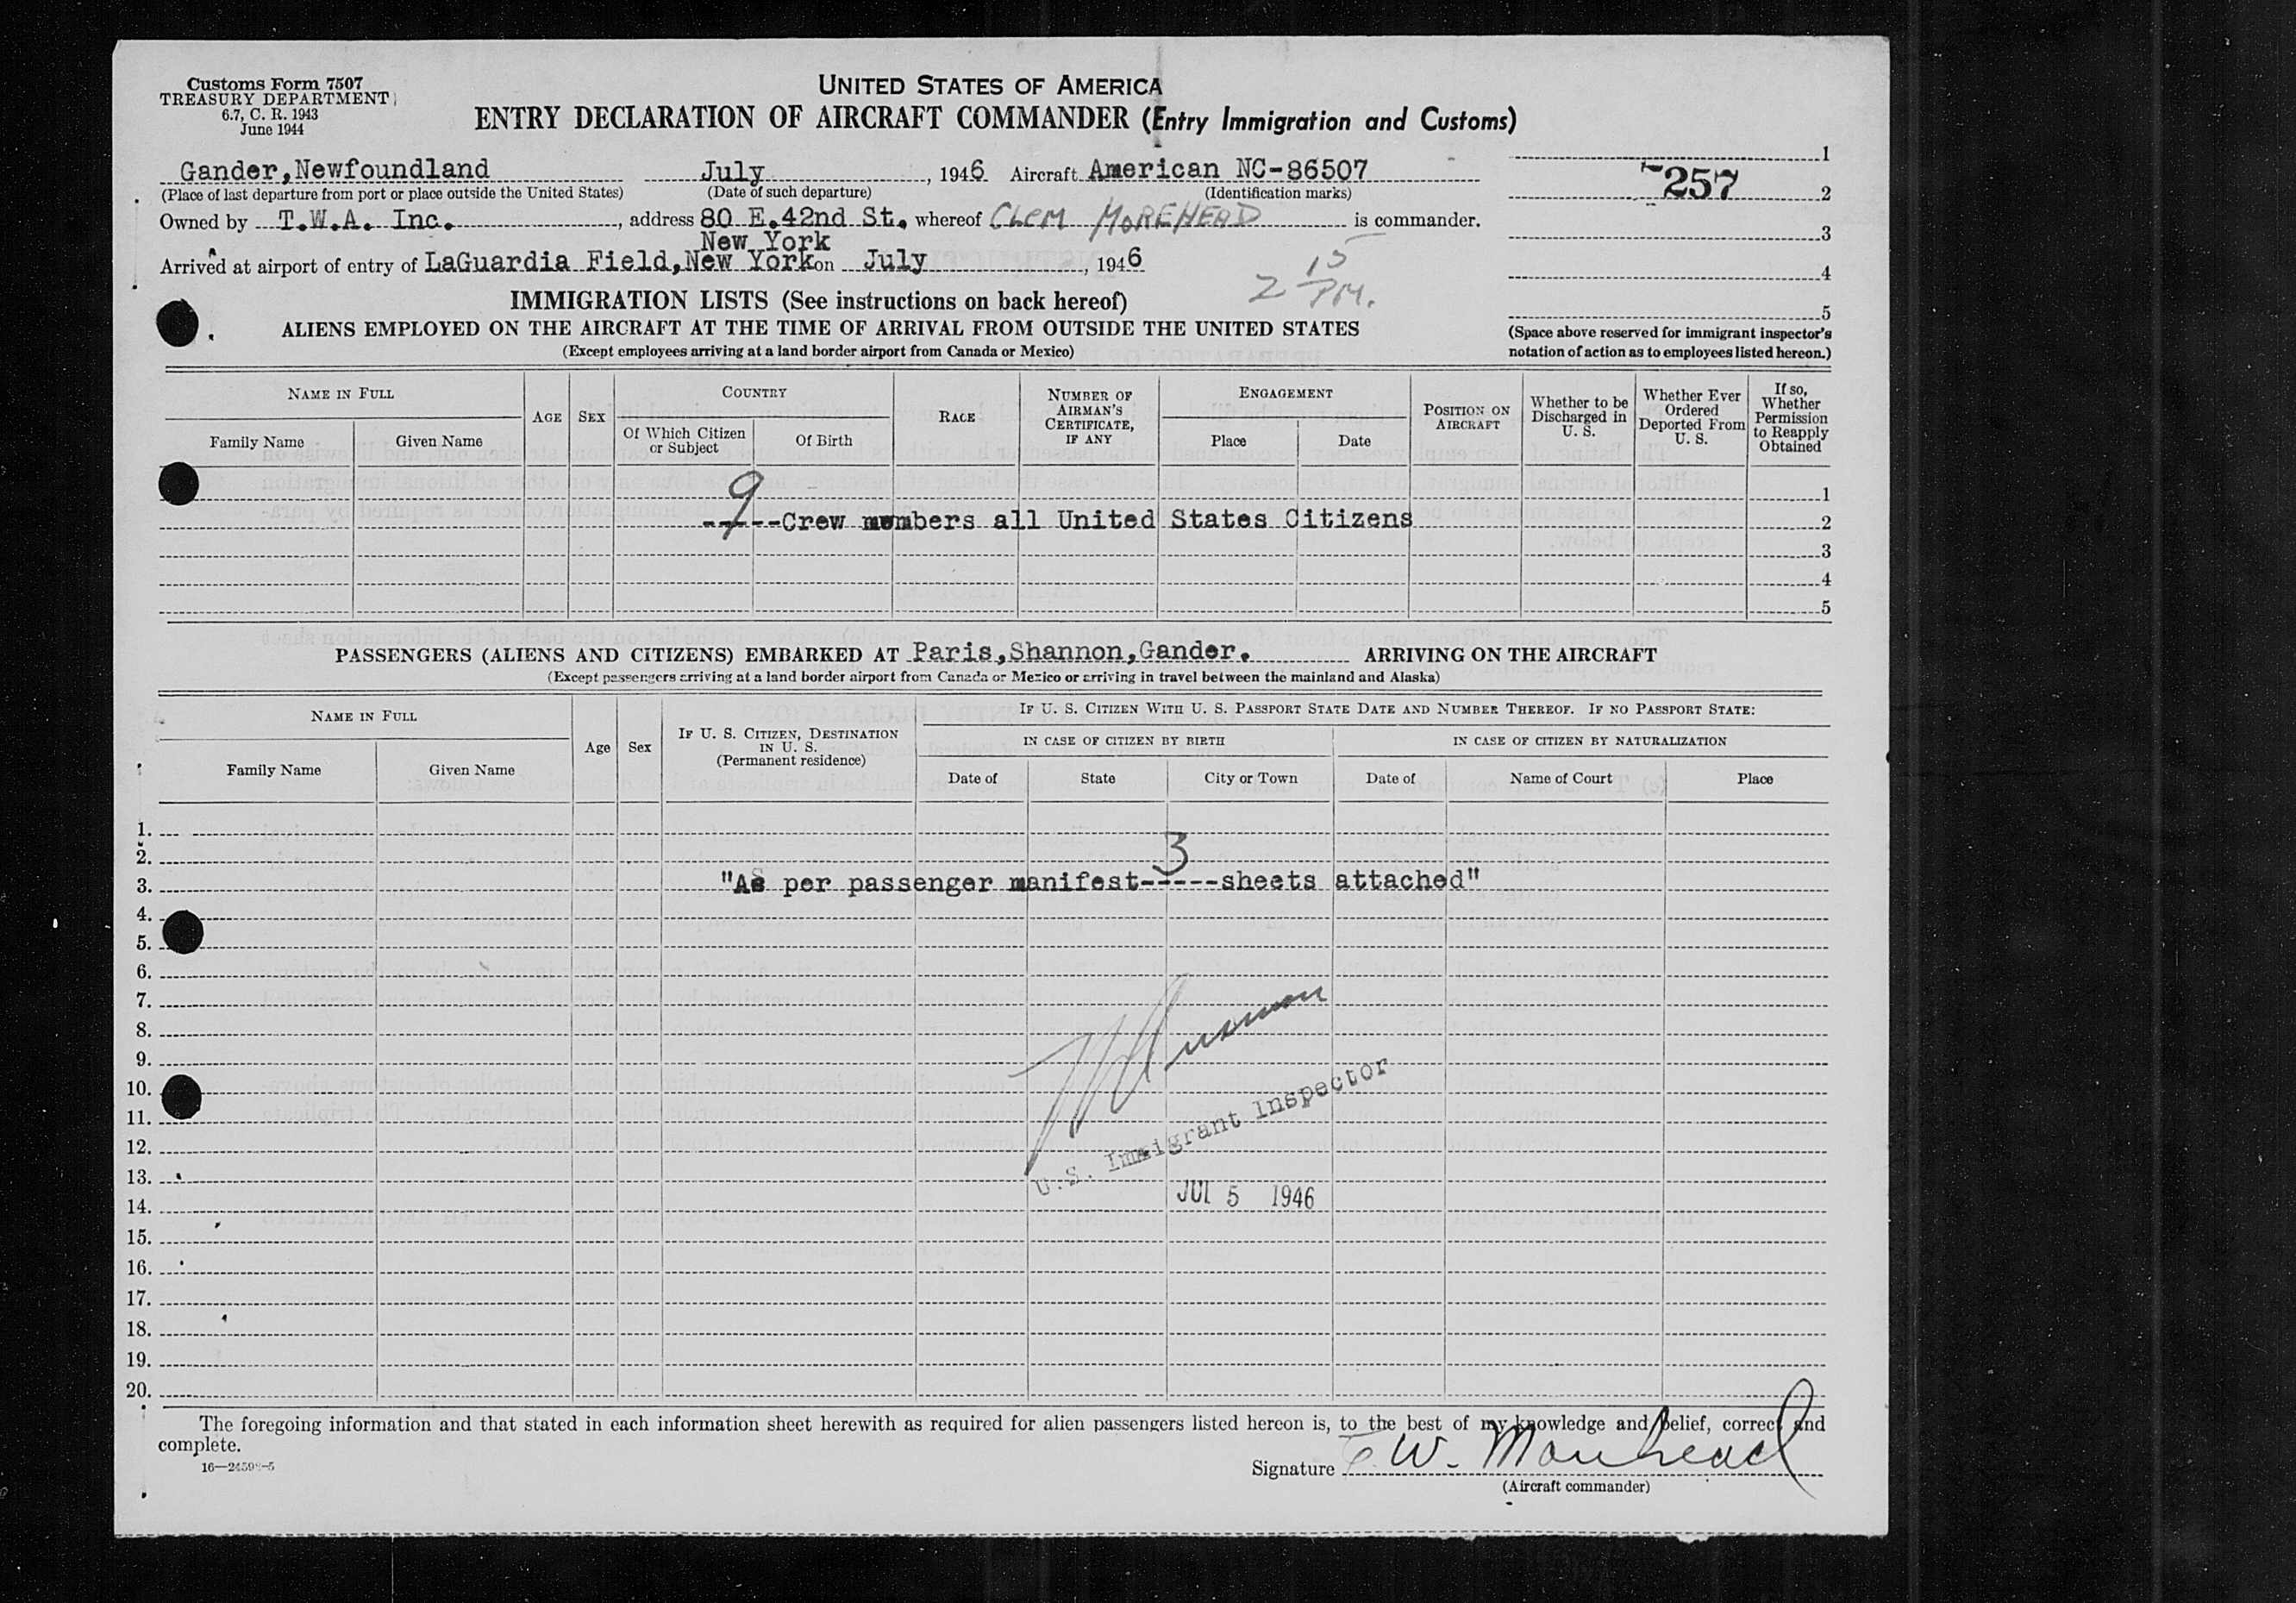 Customs Form 7507
TREASURY DEPARTMENT
6.7, C. R. 1943
June 1944
UNITED STATES OF AMERICA
ENTRY DECLARATION OF AIRCRAFT COMMANDER (Entry Immigration and Customs)
Gander, Newfoundland July , 1946 Aircraft American NC-86507
(Place of last departure from port or place outside the United States) (Date of such departure) (Identification marks)
Owned by T.W.A. Inc. , address 80 E. 42nd St. whereof CLEM MOREHEAD is commander.
New York
Arrived at airport of entry of LaGuardia Field, New York on July , 1946
2 15 PM.
1
257 2
3
4
5
(Space above reserved for immigrant inspector's
notation of action as to employees listed hereon.)
IMMIGRATION LISTS (See instructions on back hereof)
ALIENS EMPLOYED ON THE AIRCRAFT AT THE TIME OF ARRIVAL FROM OUTSIDE THE UNITED STATES
(Except employees arriving at a land border airport from Canada or Mexico)
NAME IN FULL
Family Name Given Name
AGE
SEX
COUNTRY
Of Which Citizen or Subject
Of Birth
RACE
NUMBER OF AIRMAN'S CERTIFICATE, IF ANY
ENGAGEMENT
Place Date
POSITION ON AIRCRAFT
Whether to be Discharged in U. S.
Whether Ever Ordered Deported From U. S.
If so, Whether Permission to Reapply Obtained
1
9
-----Crew members all United States Citizens 2
3
4
5
PASSENGERS (ALIENS AND CITIZENS) EMBARKED AT Paris, Shannon, Gander. ARRIVING ON THE AIRCRAFT
(Except passengers arriving at a land border airport from Canada or Mexico or arriving in travel between the mainland and Alaska)
NAME IN FULL
Family Name Given Name
Age
Sex
IF U. S. CITIZEN, DESTINATION IN U. S.
(Permanent residence)
IF U. S. CITIZEN WITH U. S. PASSPORT STATE DATE AND NUMBER THEREOF. IF NO PASSPORT STATE:
IN CASE OF CITIZEN BY BIRTH IN CASE OF CITIZEN BY NATURALIZATION
Date of State City or Town Date of Name of Court Place
1.
2.
3
3. "As per passenger manifest-----sheets attached"
4.
5.
6.
7.
8.
9.
10.
11.
12.
U.S. Immigrant Inspector
13.
JUL 5 1946
14.
15.
16.
17.
18.
19.
20.
The foregoing information and that stated in each information sheet herewith as required for alien passengers listed hereon is, to the best of my knowledge and belief, correct and
complete.
Signature C. W. Morehead
(Aircraft commander)